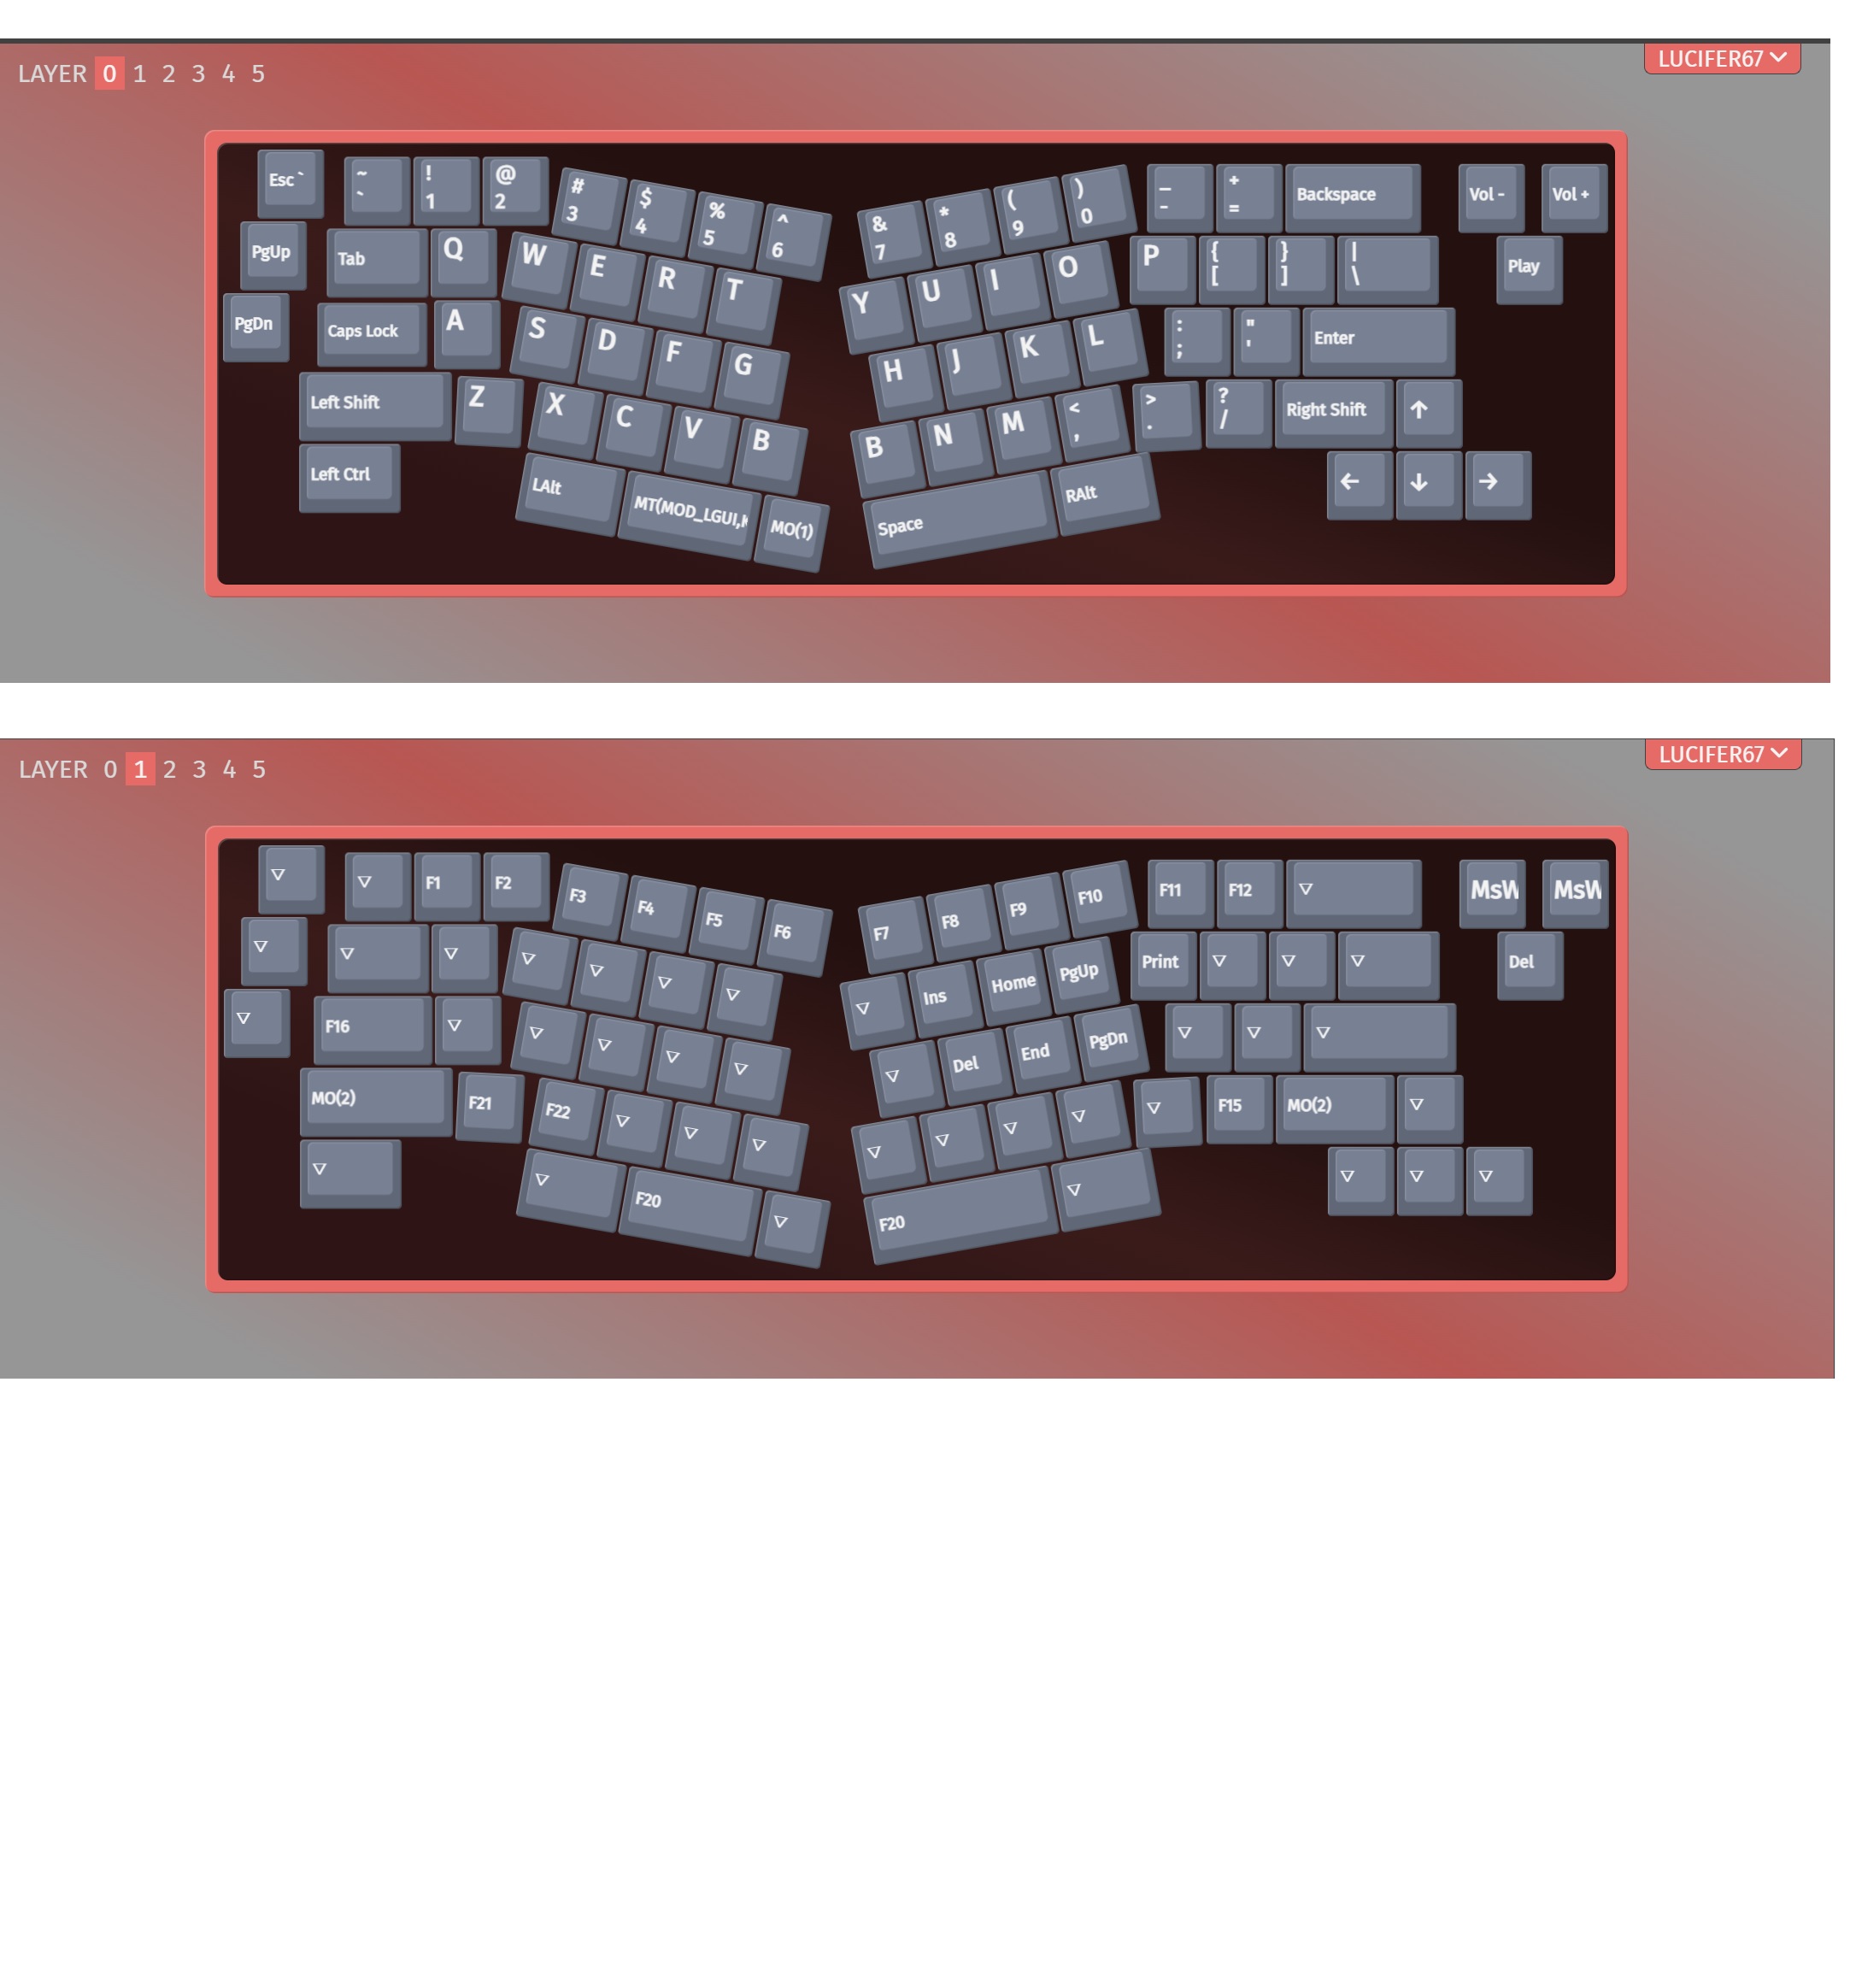 LAYER 0 1 2 3 4 5
LUCIFER67
Esc `
~ `
! 1
@ 2
# 3
$ 4
% 5
^ 6
& 7
* 8
( 9
) 0
_ -
+ =
Backspace
Vol -
Vol +
PgUp
Tab
Q
W
E
R
T
Y
U
I
O
P
{ [
} ]
| \
Play
PgDn
Caps Lock
A
S
D
F
G
H
J
K
L
: ;
" '
Enter
Left Shift
Z
X
C
V
B
B
N
M
< ,
> .
? /
Right Shift
↑
Left Ctrl
LAlt
MT(MOD_LGUI,
MO(1)
Space
RAlt
←
↓
→
LAYER 0 1 2 3 4 5
LUCIFER67
▽
▽
F1
F2
F3
F4
F5
F6
F7
F8
F9
F10
F11
F12
▽
MsW
MsW
▽
▽
▽
▽
▽
▽
▽
▽
Ins
Home
PgUp
Print
▽
▽
▽
Del
▽
F16
▽
▽
▽
▽
▽
▽
Del
End
PgDn
▽
▽
▽
MO(2)
F21
F22
▽
▽
▽
▽
▽
▽
▽
▽
F15
MO(2)
▽
▽
▽
F20
▽
F20
▽
▽
▽
▽